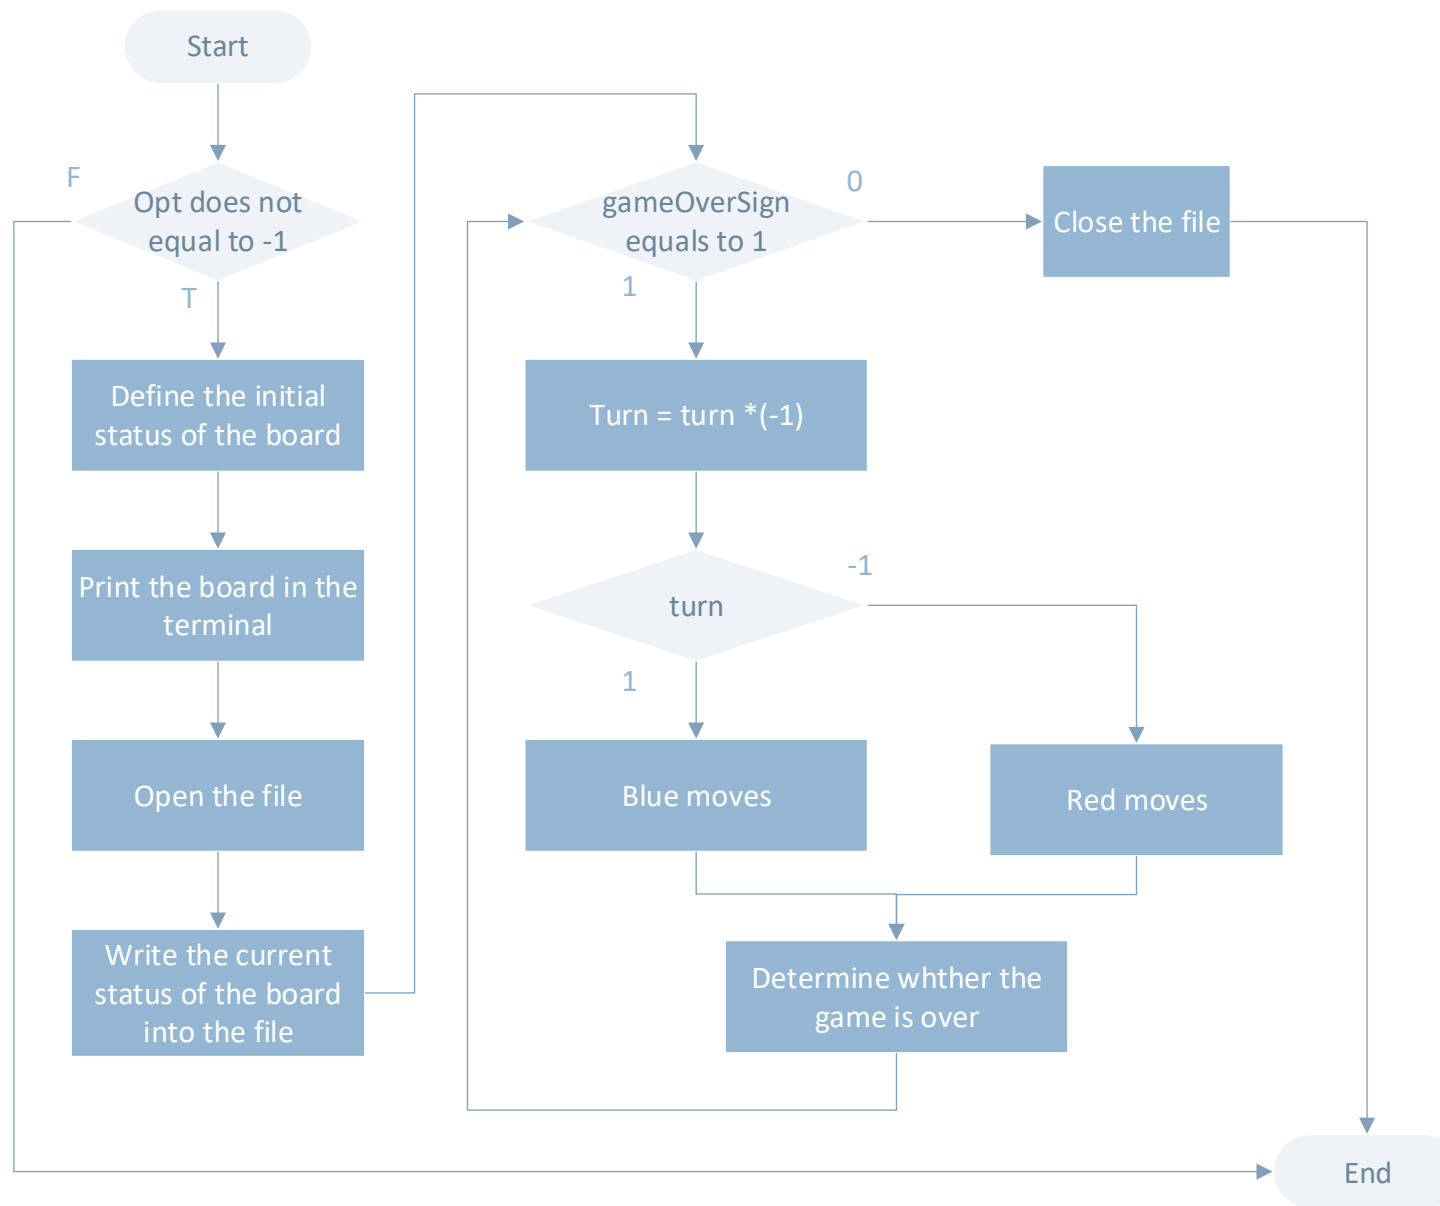 Start
F
Opt does not
equal to -1
T
Define the initial
status of the board
Print the board in the
terminal
Open the file
Write the current
status of the board
into the file
gameOverSign
equals to 1
0
1
Close the file
Turn = turn *(-1)
turn
-1
1
Blue moves
Red moves
Determine whther the
game is over
End